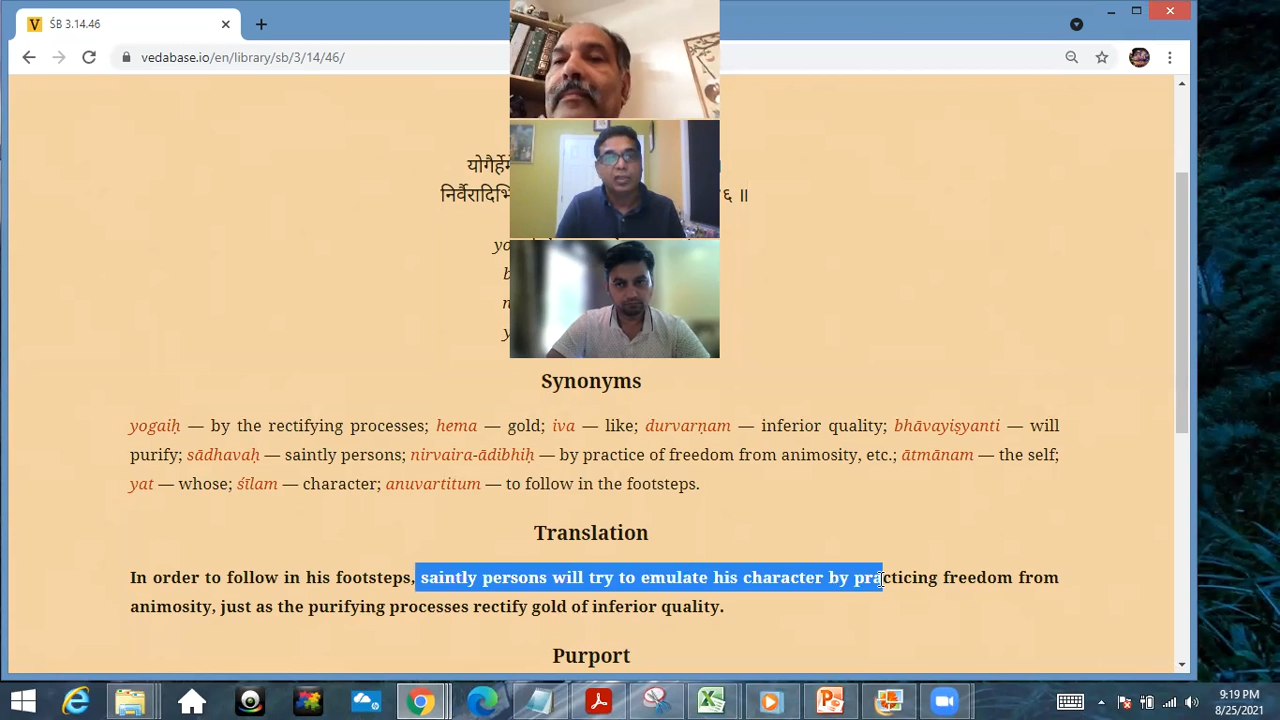 ŚB 3.14.46
vedabase.io/en/library/sb/3/14/46/
६ ॥
Synonyms
yogaiḥ — by the rectifying processes; hema — gold; iva — like; durvarṇam — inferior quality; bhāvayiṣyanti — will
purify; sādhavaḥ — saintly persons; nirvaira-ādibhiḥ — by practice of freedom from animosity, etc.; ātmānam — the self;
yat — whose; śīlam — character; anuvartitum — to follow in the footsteps.
Translation
In order to follow in his footsteps, saintly persons will try to emulate his character by practicing freedom from
animosity, just as the purifying processes rectify gold of inferior quality.
Purport
9:19 PM
8/25/2021